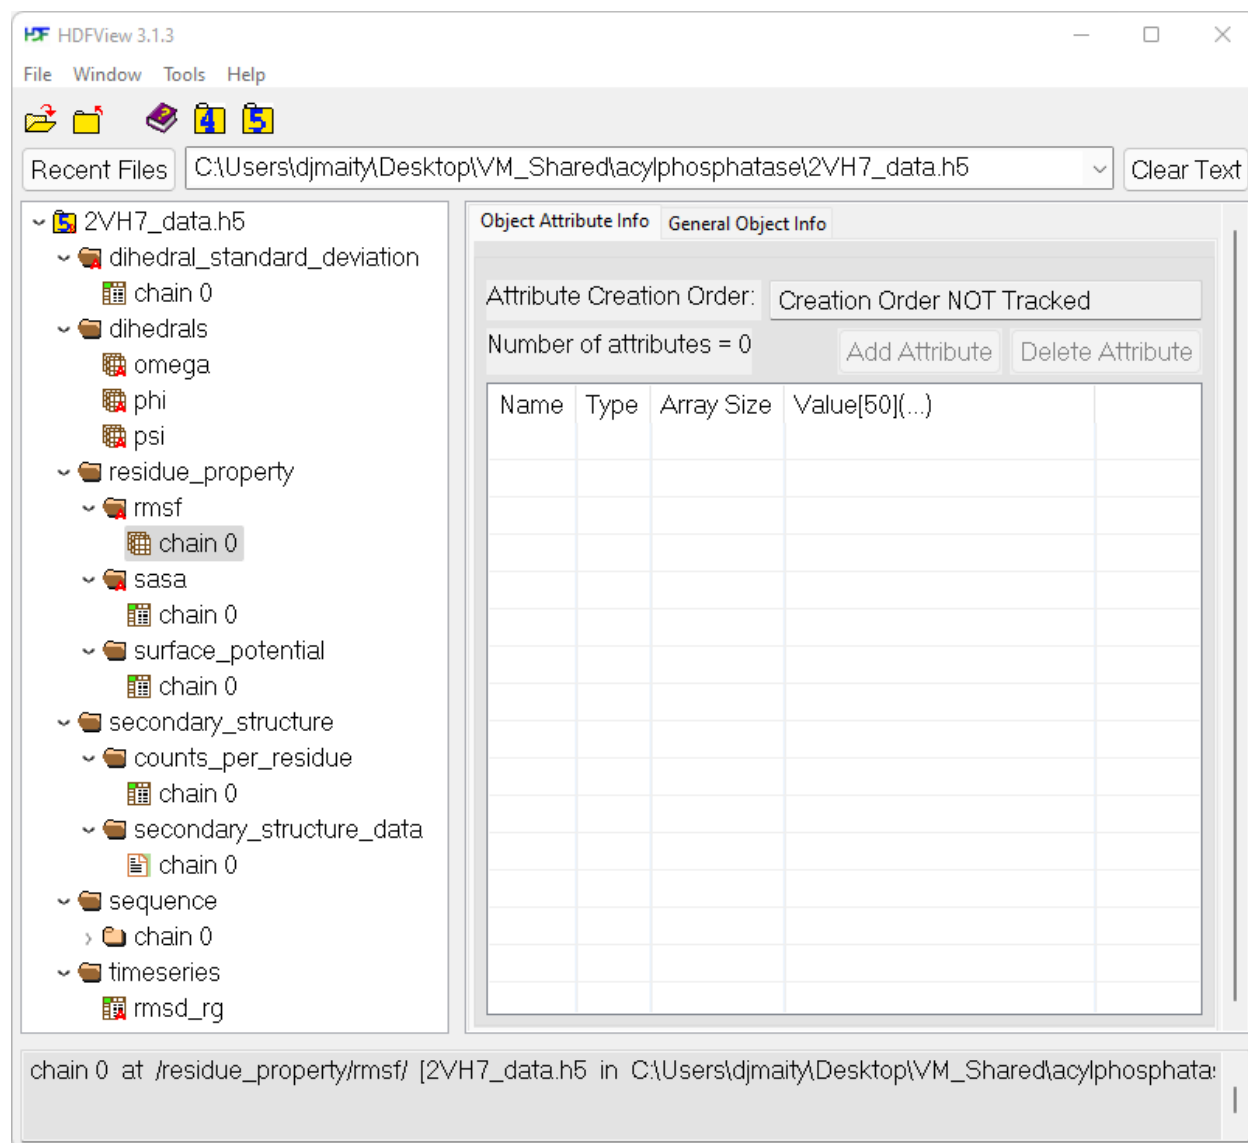 HDF HDFView 3.1.3
File Window Tools Help
4 5
Recent Files C:\Users\djmaity\Desktop\VM_Shared\acylphosphatase\2VH7_data.h5 Clear Text
2VH7_data.h5
dihedral_standard_deviation
chain 0
dihedrals
omega
phi
psi
residue_property
rmsf
chain 0
sasa
chain 0
surface_potential
chain 0
secondary_structure
counts_per_residue
chain 0
secondary_structure_data
chain 0
sequence
chain 0
timeseries
rmsd_rg
Object Attribute Info General Object Info
Attribute Creation Order: Creation Order NOT Tracked
Number of attributes = 0 Add Attribute Delete Attribute
Name Type Array Size Value[50](...)
chain 0 at /residue_property/rmsf/ [2VH7_data.h5 in C:\Users\djmaity\Desktop\VM_Shared\acylphosphata